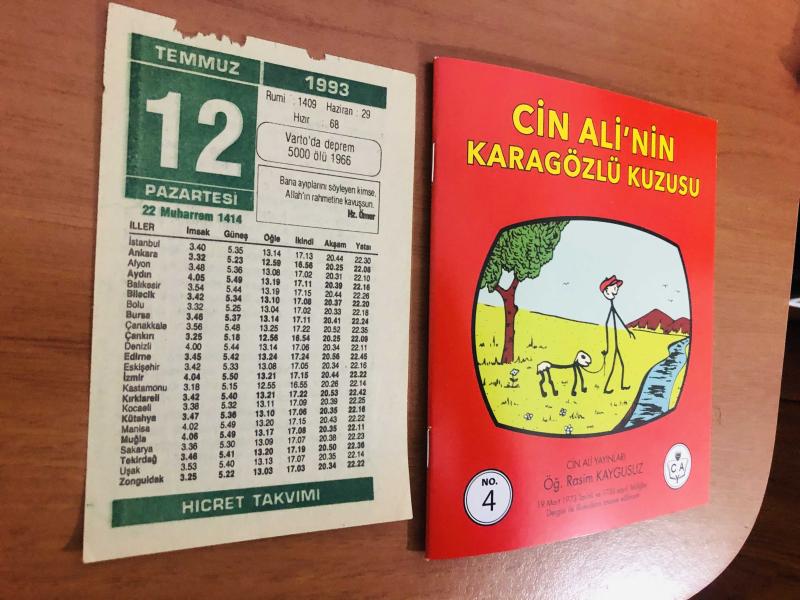 TEMMUZ
1993
12
PAZARTESİ
Rumi : 1409 Haziran : 29
Hızır : 68
Varto'da deprem
5000 ölü 1966
Bana ayıplarını söyleyen kimse,
Allah'ın rahmetine kavuşsun.
Hz. Ömer
22 Muharrem 1414
İLLER İmsak Güneş Öğle İkindi Akşam Yatsı
İstanbul 3.40 5.35 13.14 17.13 20.44 22.30
Ankara 3.32 5.23 12.59 16.56 20.25 22.08
Afyon 3.48 5.36 13.08 17.02 20.31 22.10
Aydın 4.05 5.49 13.19 17.11 20.39 22.16
Balıkesir 3.54 5.44 13.19 17.15 20.44 22.26
Bilecik 3.42 5.34 13.10 17.08 20.37 22.20
Bolu 3.32 5.25 13.04 17.02 20.33 22.18
Bursa 3.46 5.37 13.14 17.11 20.41 22.24
Çanakkale 3.56 5.48 13.25 17.22 20.52 22.35
Çankırı 3.25 5.18 12.56 16.54 20.25 22.09
Denizli 4.00 5.44 13.14 17.06 20.34 22.11
Edirne 3.45 5.42 13.24 17.24 20.56 22.45
Eskişehir 3.42 5.33 13.08 17.05 20.34 22.16
İzmir 4.04 5.50 13.21 17.15 20.44 22.22
Kastamonu 3.18 5.15 12.55 16.55 20.26 22.14
Kırklareli 3.42 5.40 13.21 17.22 20.53 22.42
Kocaeli 3.38 5.32 13.11 17.09 20.39 22.25
Kütahya 3.47 5.36 13.10 17.06 20.35 22.16
Manisa 4.02 5.49 13.20 17.15 20.43 22.22
Muğla 4.06 5.49 13.17 17.08 20.35 22.11
Sakarya 3.36 5.30 13.09 17.07 20.38 22.23
Tekirdağ 3.46 5.41 13.20 17.19 20.50 22.36
Uşak 3.53 5.40 13.13 17.07 20.35 22.14
Zonguldak 3.25 5.22 13.03 17.03 20.34 22.22
HICRET TAKVIMI
CİN ALİ'NİN
KARAGÖZLÜ KUZUSU
CİN ALİ YAYINLARI
Öğ. Rasim KAYGUSUZ
19 Mart 1973 Tarih ve 1736 sayılı Tebliğler
Dergisi ile İlkokullara tavsiye edilmiştir.
NO.
4
C A